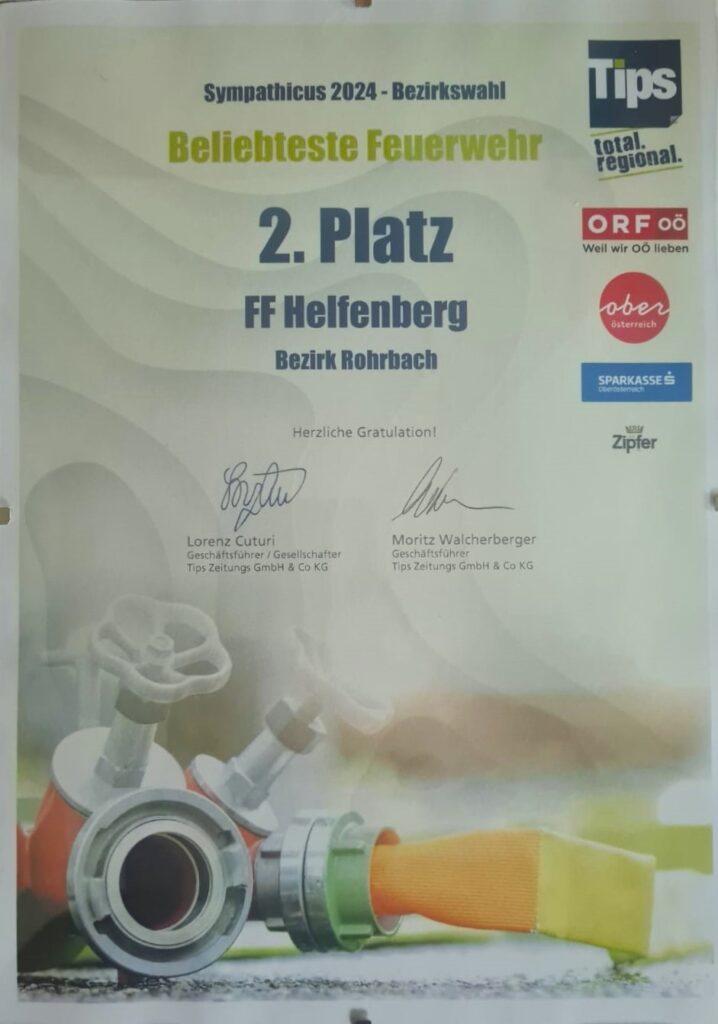 Sympathicus 2024 - Bezirkswahl
Beliebteste Feuerwehr
2. Platz
FF Helfenberg
Bezirk Rohrbach
Herzliche Gratulation!
Lorenz Cuturi
Geschäftsführer / Gesellschafter
Tips Zeitungs GmbH & Co KG
Moritz Walcherberger
Geschäftsführer
Tips Zeitungs GmbH & Co KG
Tips
total.
regional.
ORF OÖ
Weil wir OÖ lieben
ober
österreich
SPARKASSE
Oberösterreich
Zipfer